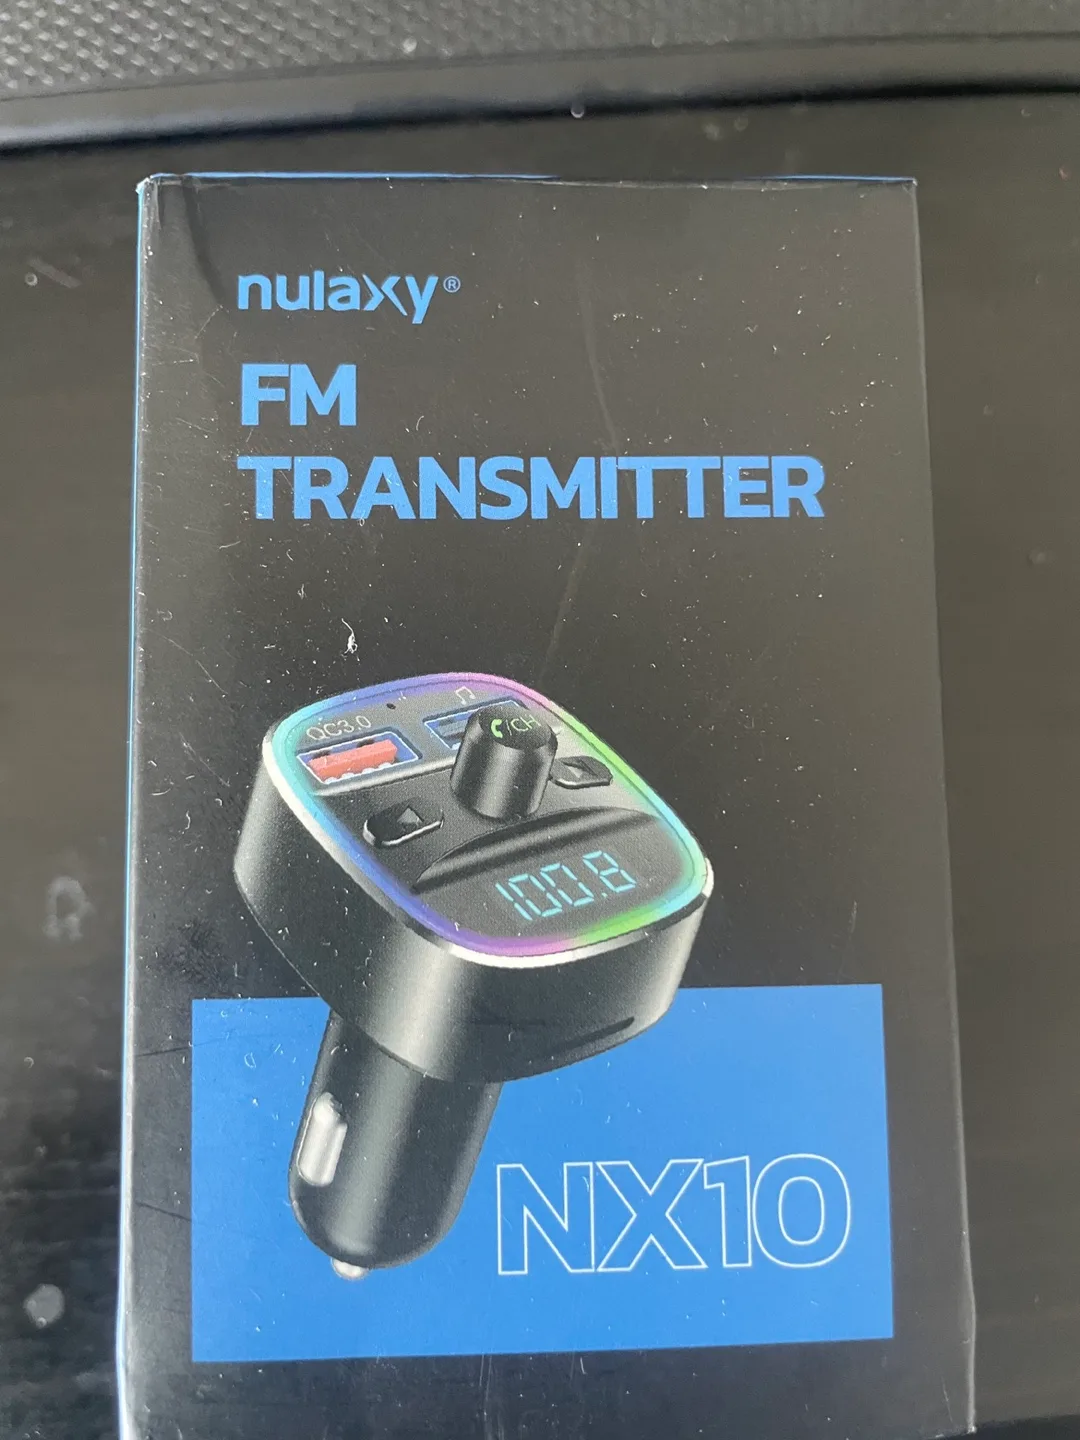 nulaxy®
FM
TRANSMITTER
QC3.0
/CH
100.8
NX10